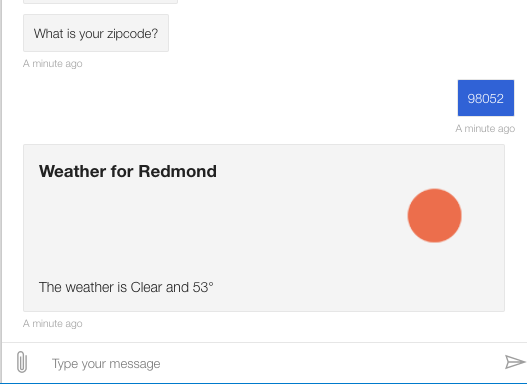 What is your zipcode?
A minute ago
98052
A minute ago
Weather for Redmond
The weather is Clear and 53°
A minute ago
Type your message